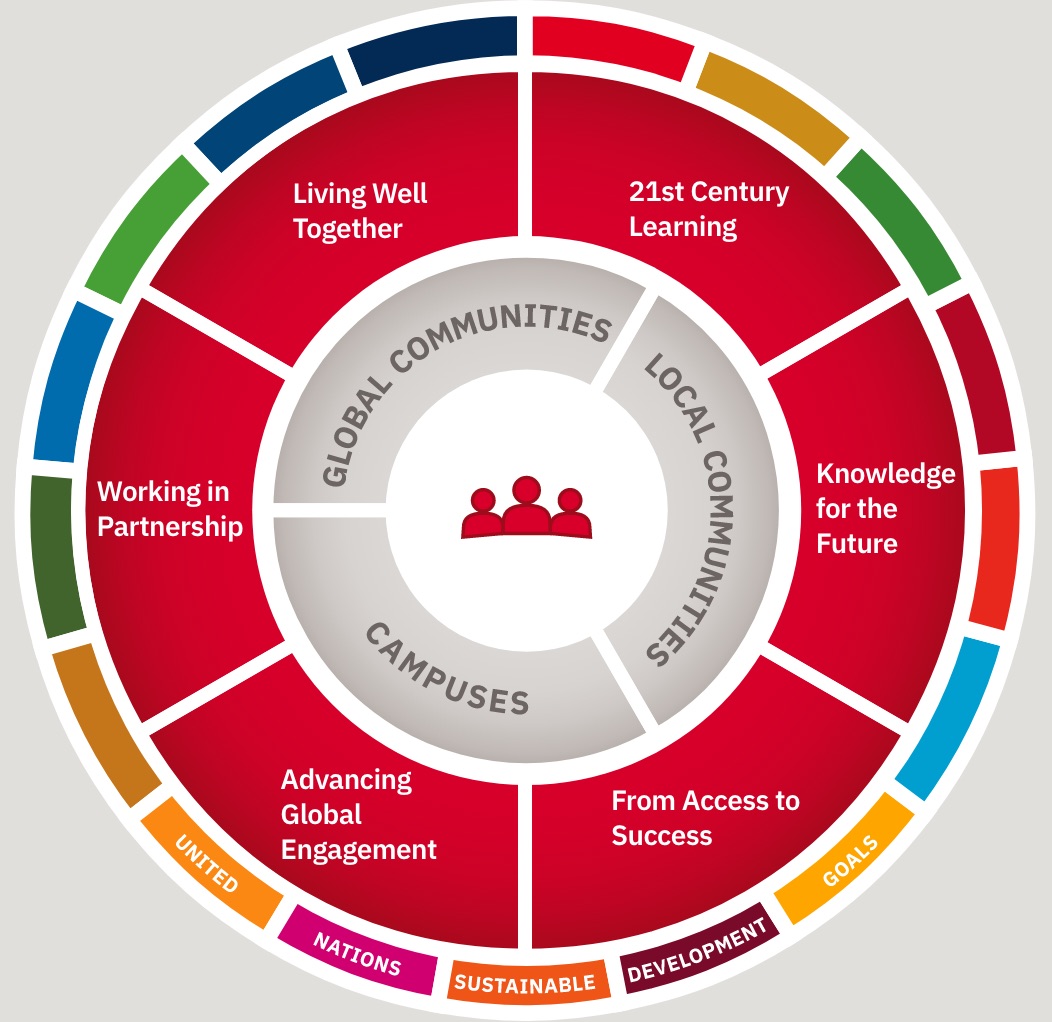 Living Well
Together
21st Century
Learning
GLOBAL COMMUNITIES
LOCAL COMMUNITIES
Working in
Partnership
Knowledge
for the
Future
CAMPUSES
Advancing
Global
Engagement
From Access to
Success
UNITED
NATIONS
SUSTAINABLE
DEVELOPMENT
GOALS